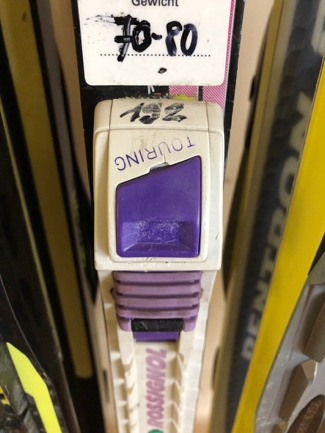 Gewicht
70-80
192
TOURING
ROSSIGNOL